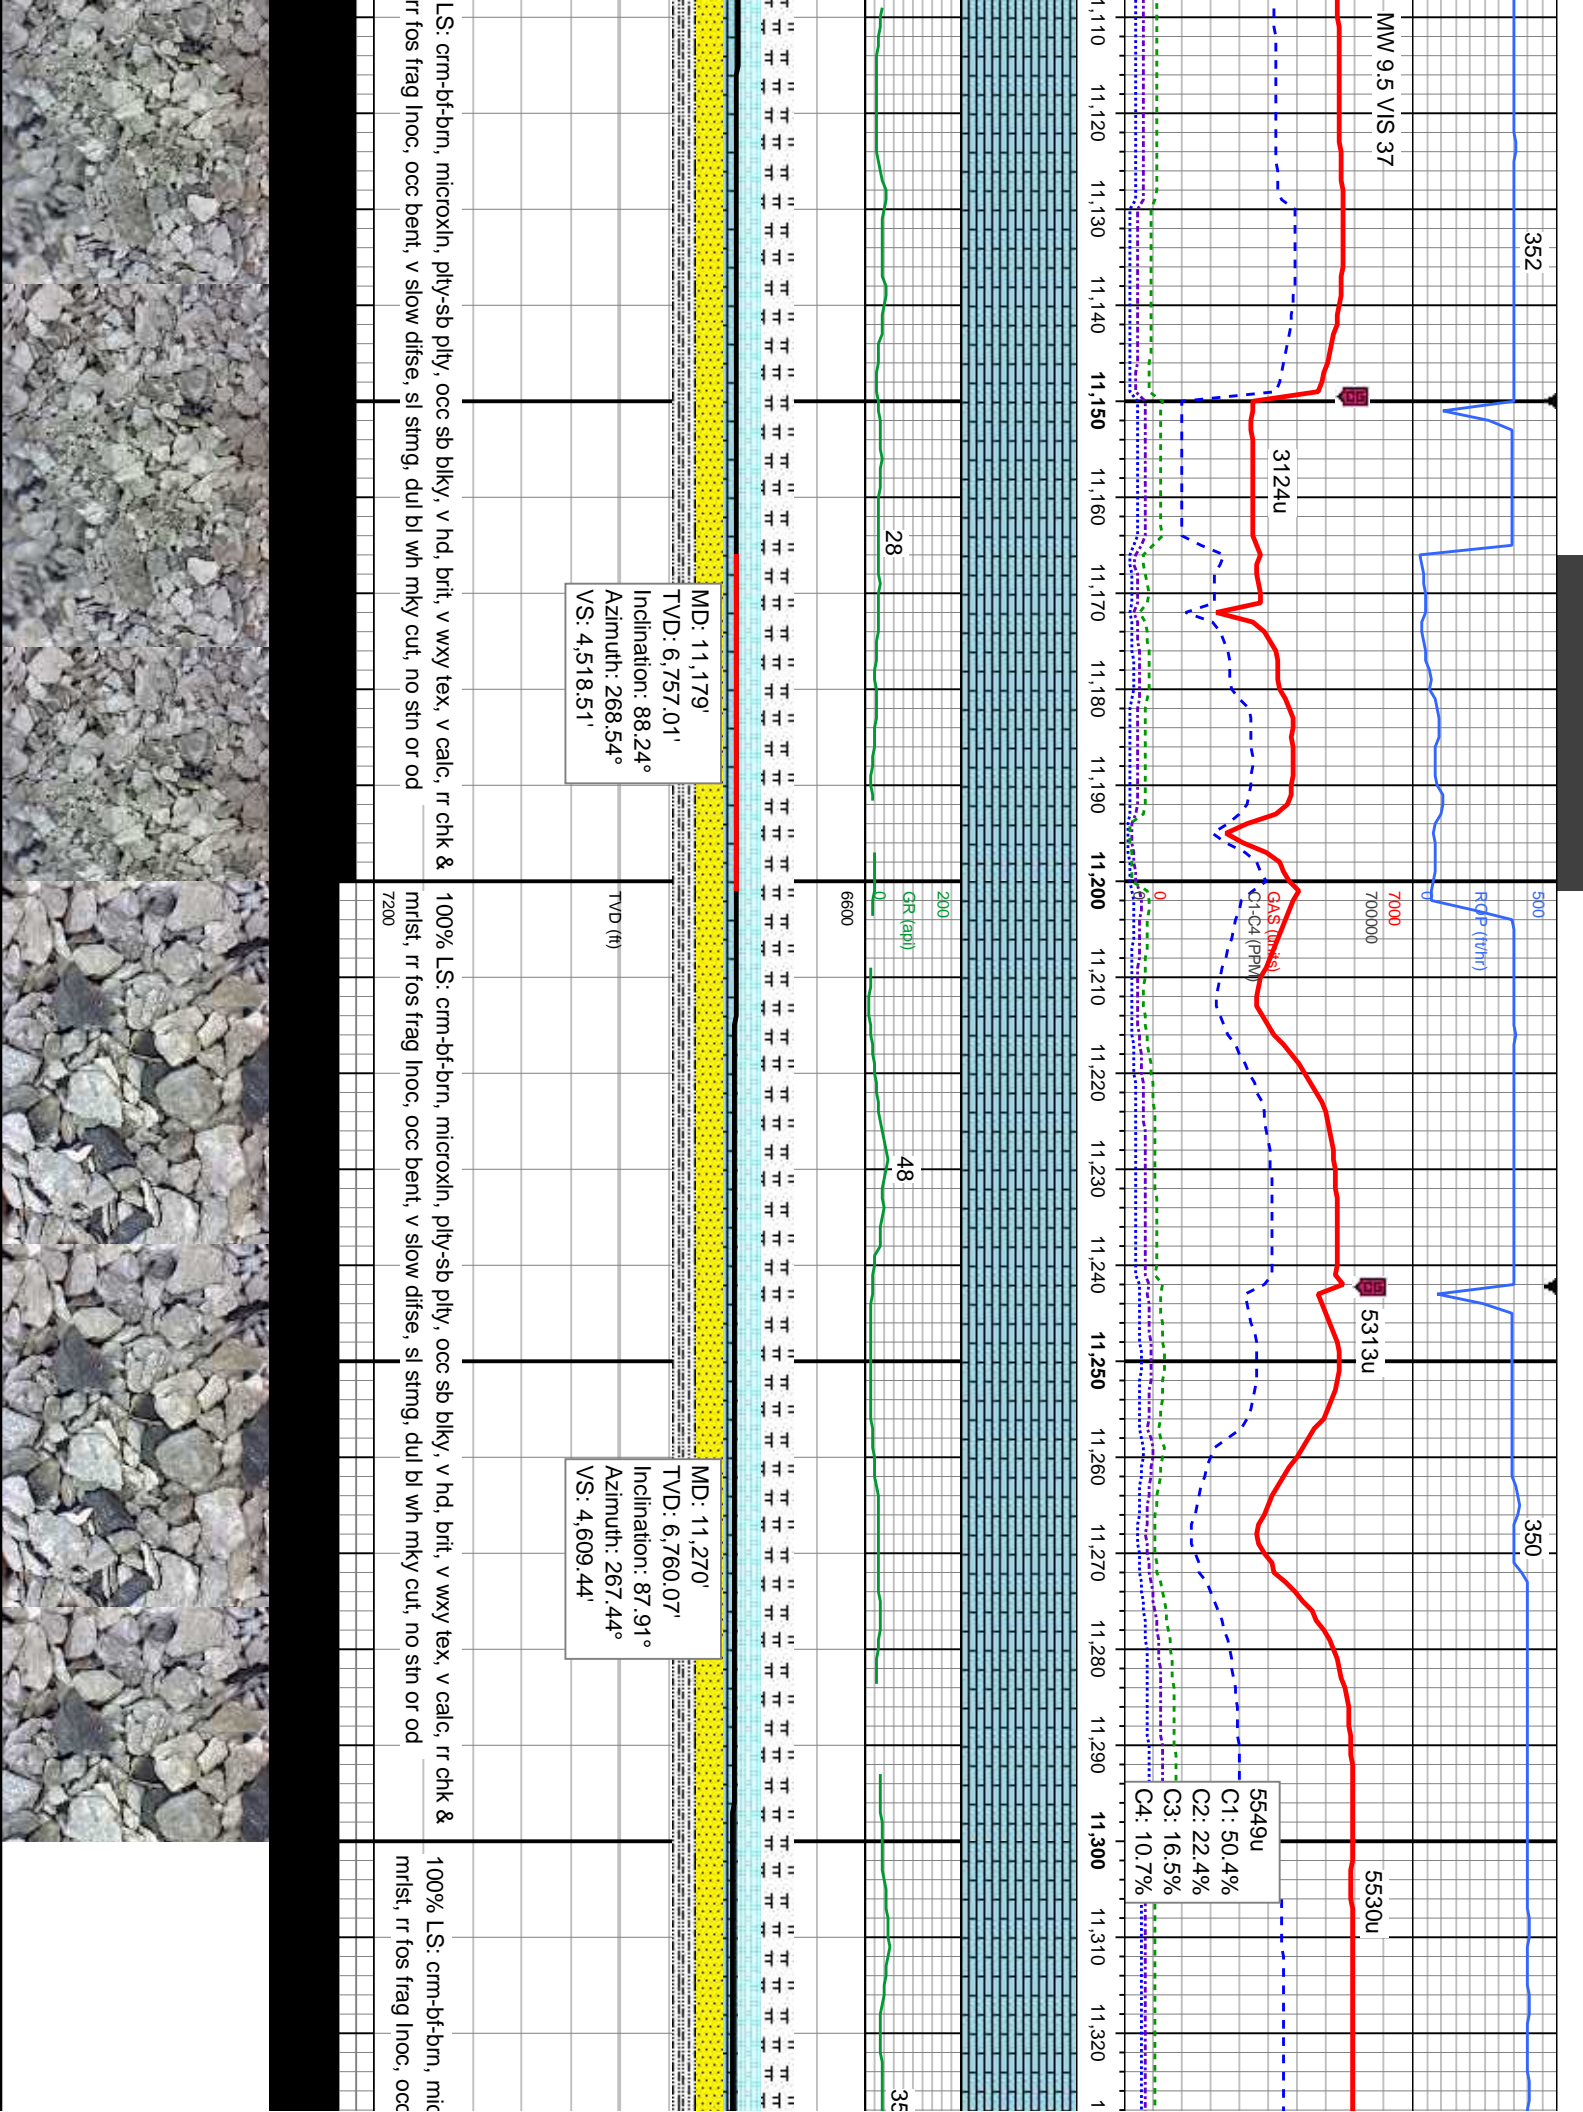 MW 9.5 VIS 37
352
350
500
ROP (ft/hr)
0
7000
700000
GAS (units)
C1-C4 (PPM)
0
0
3124u
5313u
5530u
5549u
C1: 50.4%
C2: 22.4%
C3: 16.5%
C4: 10.7%
1,110
11,120
11,130
11,140
11,150
11,160
11,170
11,180
11,190
11,200
11,210
11,220
11,230
11,240
11,250
11,260
11,270
11,280
11,290
11,300
11,310
11,320
1
200
GR (api)
0
28
48
35
6600
TVD (ft)
7200
MD: 11,179'
TVD: 6,757.01'
Inclination: 88.24°
Azimuth: 268.54°
VS: 4,518.51'
MD: 11,270'
TVD: 6,760.07'
Inclination: 87.91°
Azimuth: 267.44°
VS: 4,609.44'
LS: crm-bf-brn, microxln, plty-sb plty, occ sb blky, v hd, brit, v wxy tex, v calc, rr chk &
rr fos frag Inoc, occ bent, v slow difse, sl stmg, dul bl wh mky cut, no stn or od
100% LS: crm-bf-brn, microxln, plty-sb plty, occ sb blky, v hd, brit, v wxy tex, v calc, rr chk &
mrlst, rr fos frag Inoc, occ bent, v slow difse, sl stmg, dul bl wh mky cut, no stn or od
100% LS: crm-bf-brn, mic
mrlst, rr fos frag Inoc, occ